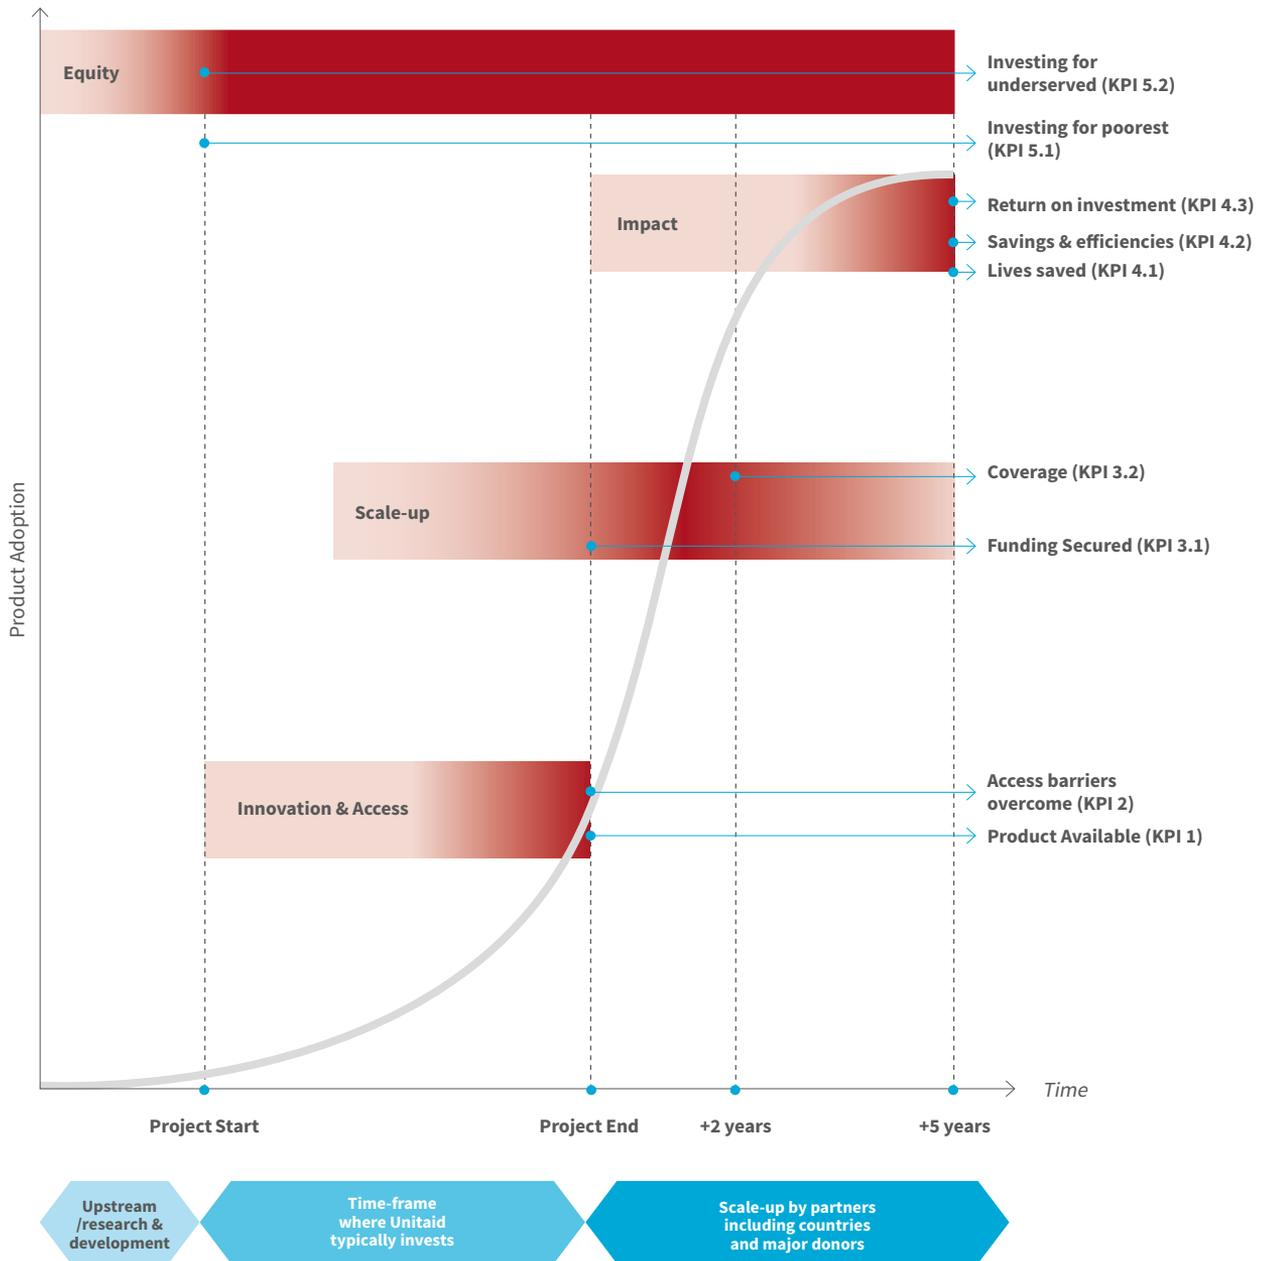 Equity
Investing for
underserved (KPI 5.2)
Investing for poorest
(KPI 5.1)
Impact
Return on investment (KPI 4.3)
Savings & efficiencies (KPI 4.2)
Lives saved (KPI 4.1)
Product Adoption
Scale-up
Coverage (KPI 3.2)
Funding Secured (KPI 3.1)
Innovation & Access
Access barriers
overcome (KPI 2)
Product Available (KPI 1)
Time
Project Start
Project End
+2 years
+5 years
Upstream
/research &
development
Time-frame
where Unitaid
typically invests
Scale-up by partners
including countries
and major donors